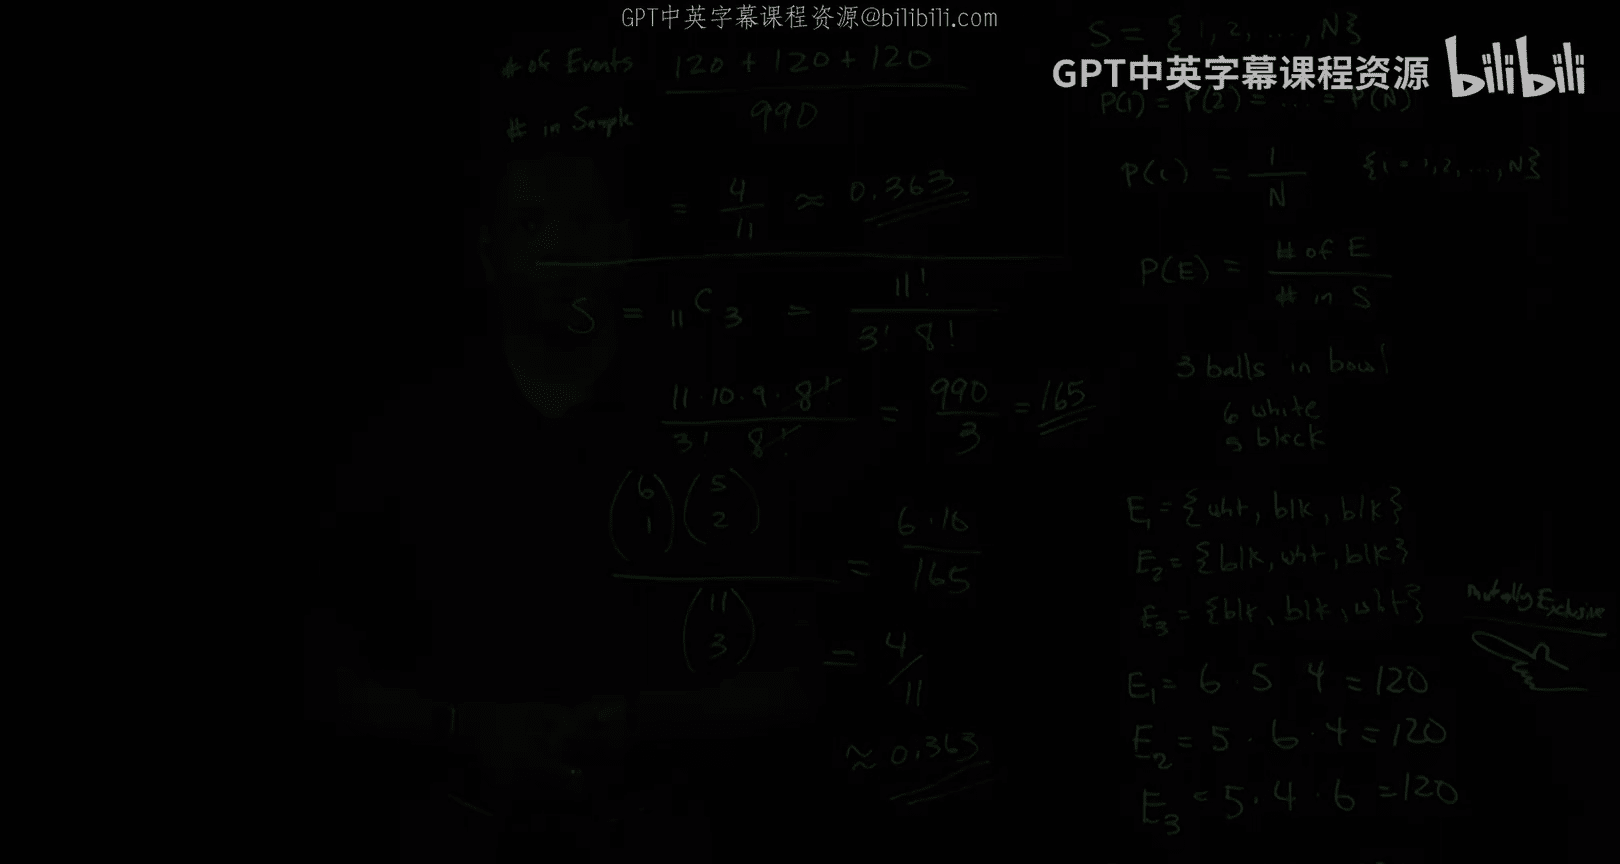 GPT中英字幕课程资源@bilibili.com
GPT中英字幕课程资源 bilibili
# of Events 120 + 120 + 120
# in Sample 990
= 4/11 ≈ 0.363
S = 11C3 = 11! / 3! 8!
11·10·9·8! / 3! 8! = 990/3 = 165
(6 1)(5 2) / (11 3) = 6·10 / 165
= 4/11
≈ 0.363
S = {1, 2, ..., N}
P(1) = P(2) = ... = P(N)
P(i) = 1/N {i = 1, 2, ..., N}
P(E) = # of E / # in S
3 balls in bowl
6 white
5 black
E1 = {wht, blk, blk}
E2 = {blk, wht, blk}
E3 = {blk, blk, wht}
Mutually Exclusive
E1 = 6 · 5 4 = 120
E2 = 5 · 6 · 4 = 120
E3 = 5 · 4 · 6 = 120